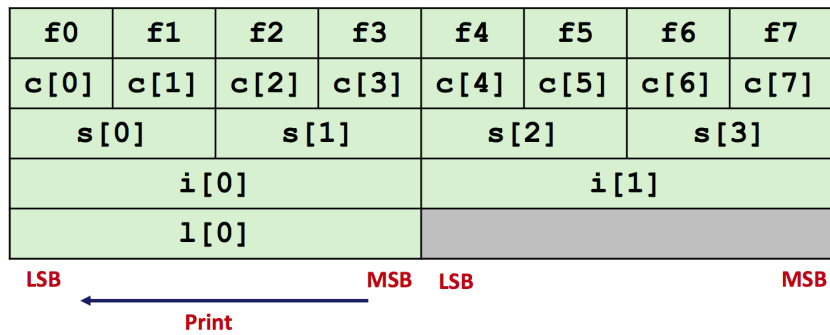 f0 f1 f2 f3 f4 f5 f6 f7
c[0] c[1] c[2] c[3] c[4] c[5] c[6] c[7]
s[0] s[1] s[2] s[3]
i[0] i[1]
l[0]
LSB MSB LSB MSB
Print